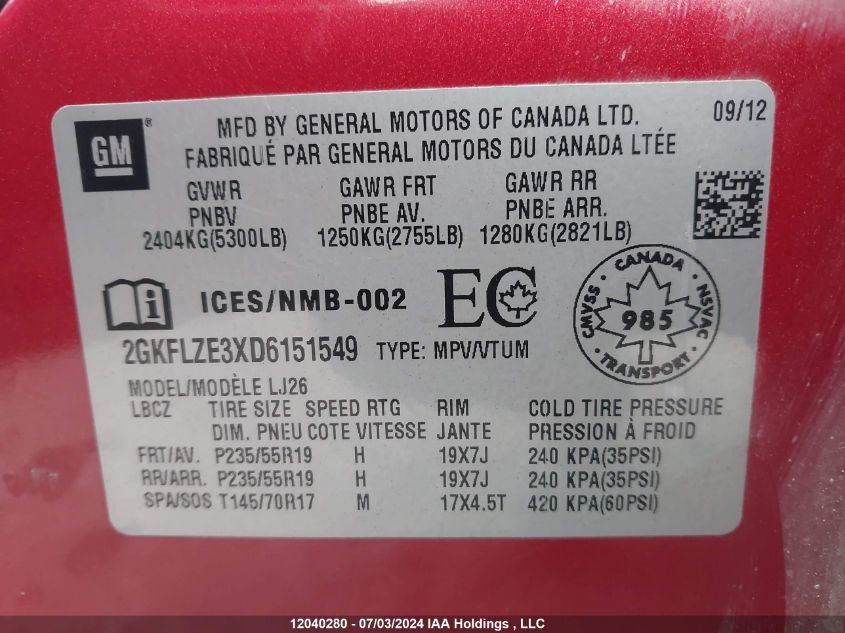 GM ®
MFD BY GENERAL MOTORS OF CANADA LTD. 09/12
FABRIQUÉ PAR GENERAL MOTORS DU CANADA LTÉE
GVWR GAWR FRT GAWR RR
PNBV PNBE AV. PNBE ARR.
2404KG(5300LB) 1250KG(2755LB) 1280KG(2821LB)
i ICES/NMB-002 EC
CANADA CMVSS 985 NSVAC TRANSPORT
2GKFLZE3XD6151549 TYPE: MPV/VTUM
MODEL/MODÈLE LJ26
LBCZ TIRE SIZE SPEED RTG RIM COLD TIRE PRESSURE
DIM. PNEU COTE VITESSE JANTE PRESSION À FROID
FRT/AV. P235/55R19 H 19X7J 240 KPA(35PSI)
RR/ARR. P235/55R19 H 19X7J 240 KPA(35PSI)
SPA/SOS T145/70R17 M 17X4.5T 420 KPA(60PSI)
12040280 - 07/03/2024 IAA Holdings , LLC